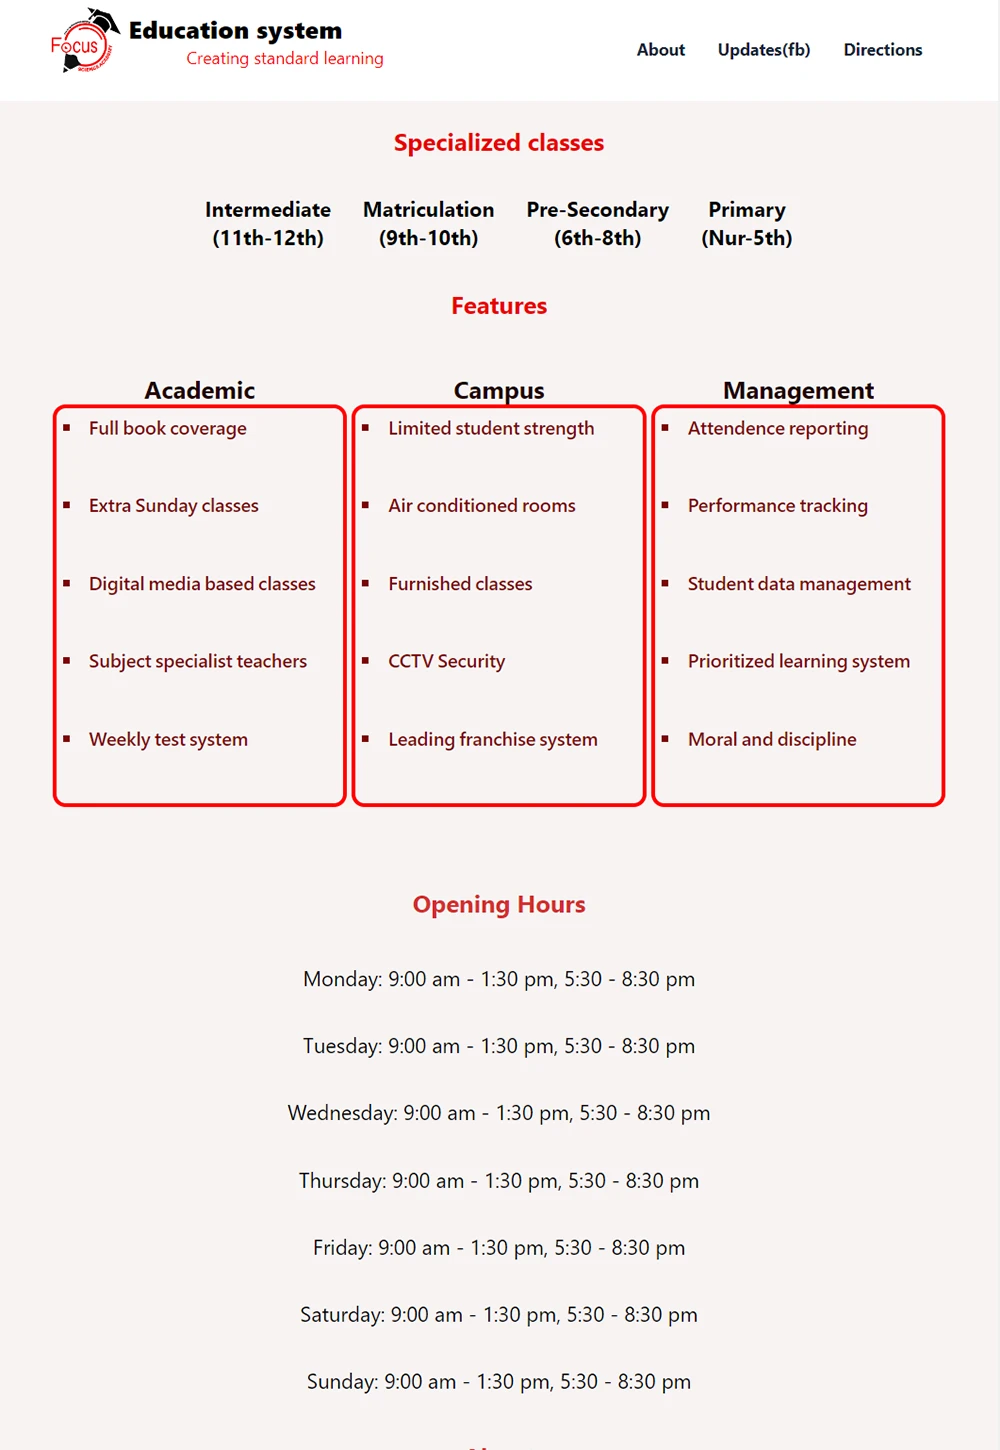 Focus
SCIENCE ACADEMY
Education system
Creating standard learning
About
Updates(fb)
Directions
Specialized classes
Intermediate
(11th-12th)
Matriculation
(9th-10th)
Pre-Secondary
(6th-8th)
Primary
(Nur-5th)
Features
Academic
Full book coverage
Extra Sunday classes
Digital media based classes
Subject specialist teachers
Weekly test system
Campus
Limited student strength
Air conditioned rooms
Furnished classes
CCTV Security
Leading franchise system
Management
Attendence reporting
Performance tracking
Student data management
Prioritized learning system
Moral and discipline
Opening Hours
Monday: 9:00 am - 1:30 pm, 5:30 - 8:30 pm
Tuesday: 9:00 am - 1:30 pm, 5:30 - 8:30 pm
Wednesday: 9:00 am - 1:30 pm, 5:30 - 8:30 pm
Thursday: 9:00 am - 1:30 pm, 5:30 - 8:30 pm
Friday: 9:00 am - 1:30 pm, 5:30 - 8:30 pm
Saturday: 9:00 am - 1:30 pm, 5:30 - 8:30 pm
Sunday: 9:00 am - 1:30 pm, 5:30 - 8:30 pm